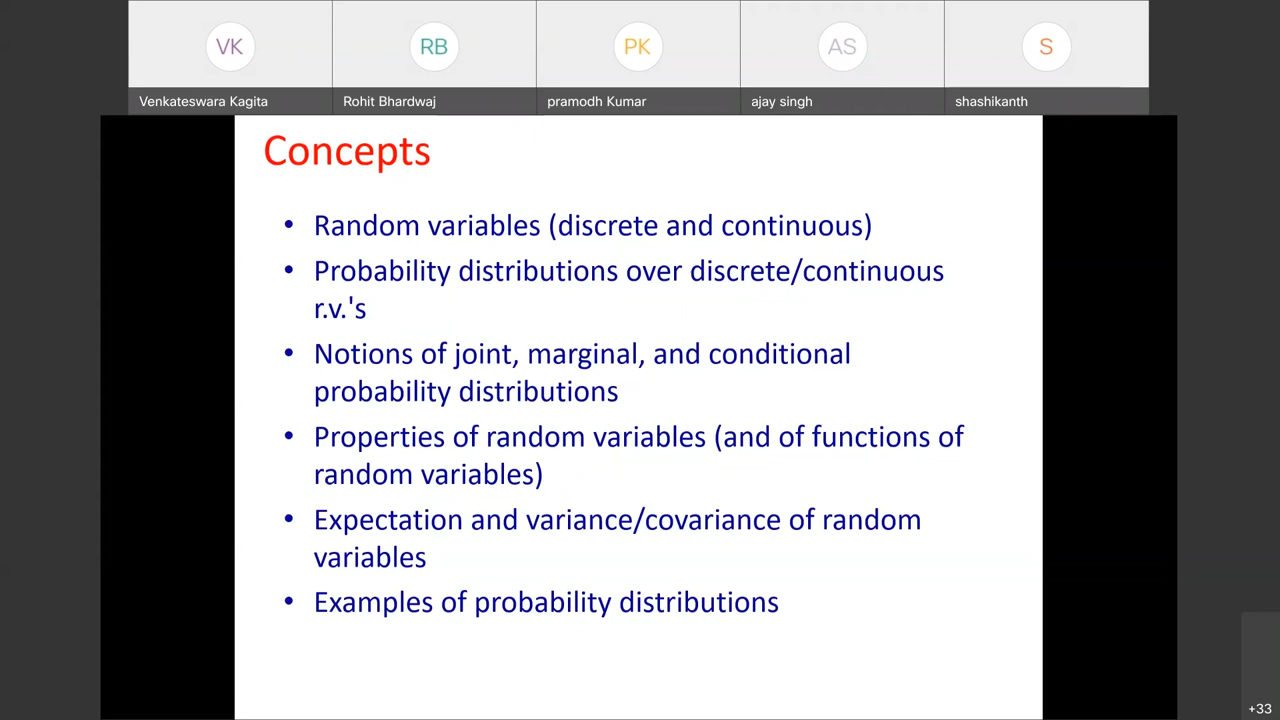 VK
RB
PK
AS
S
Venkateswara Kagita
Rohit Bhardwaj
pramodh Kumar
ajay singh
shashikanth
Concepts
• Random variables (discrete and continuous)
• Probability distributions over discrete/continuous
r.v.'s
• Notions of joint, marginal, and conditional
probability distributions
• Properties of random variables (and of functions of
random variables)
• Expectation and variance/covariance of random
variables
• Examples of probability distributions
+33